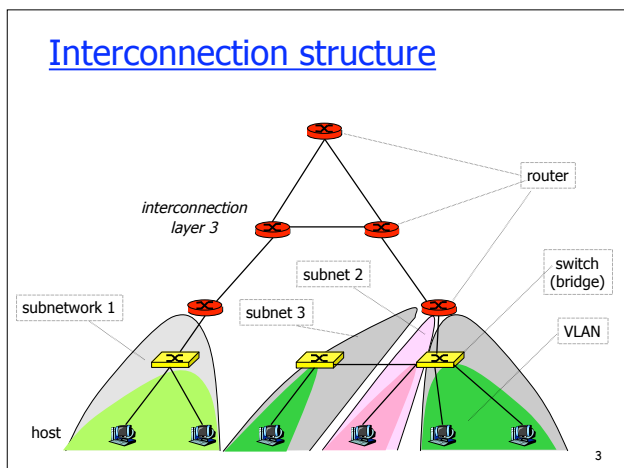 Interconnection structure
router
interconnection
layer 3
subnet 2
switch
(bridge)
subnetwork 1
subnet 3
VLAN
host
3